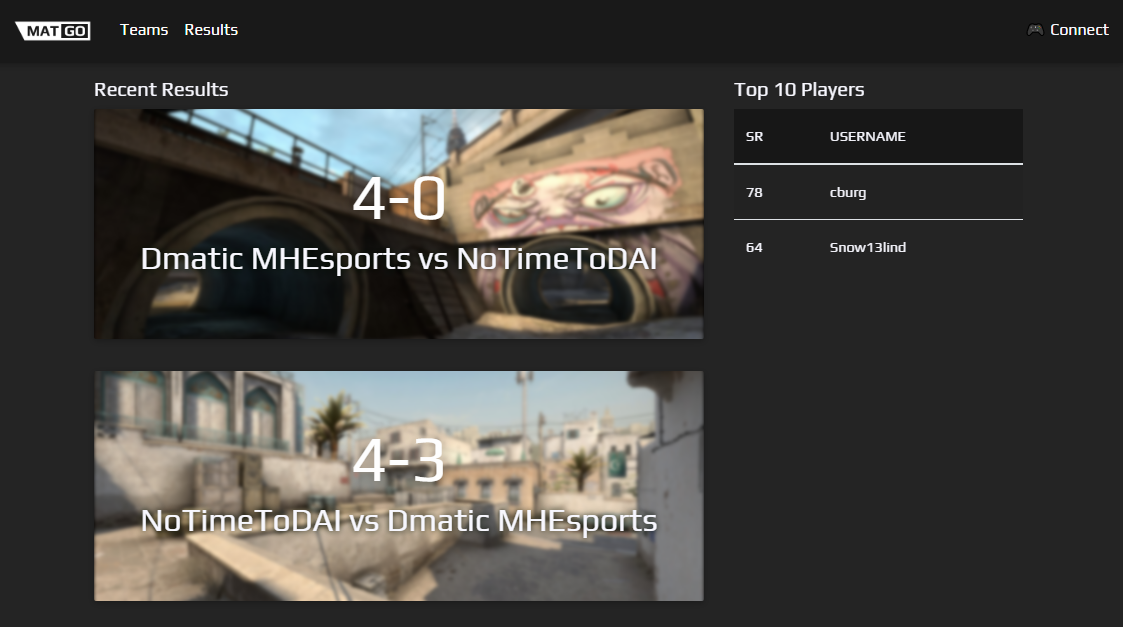 MAT GO
Teams
Results
Connect
Recent Results
4-0
Dmatic MHEsports vs NoTimeToDAI
4-3
NoTimeToDAI vs Dmatic MHEsports
Top 10 Players
SR USERNAME
78 cburg
64 Snow13lind